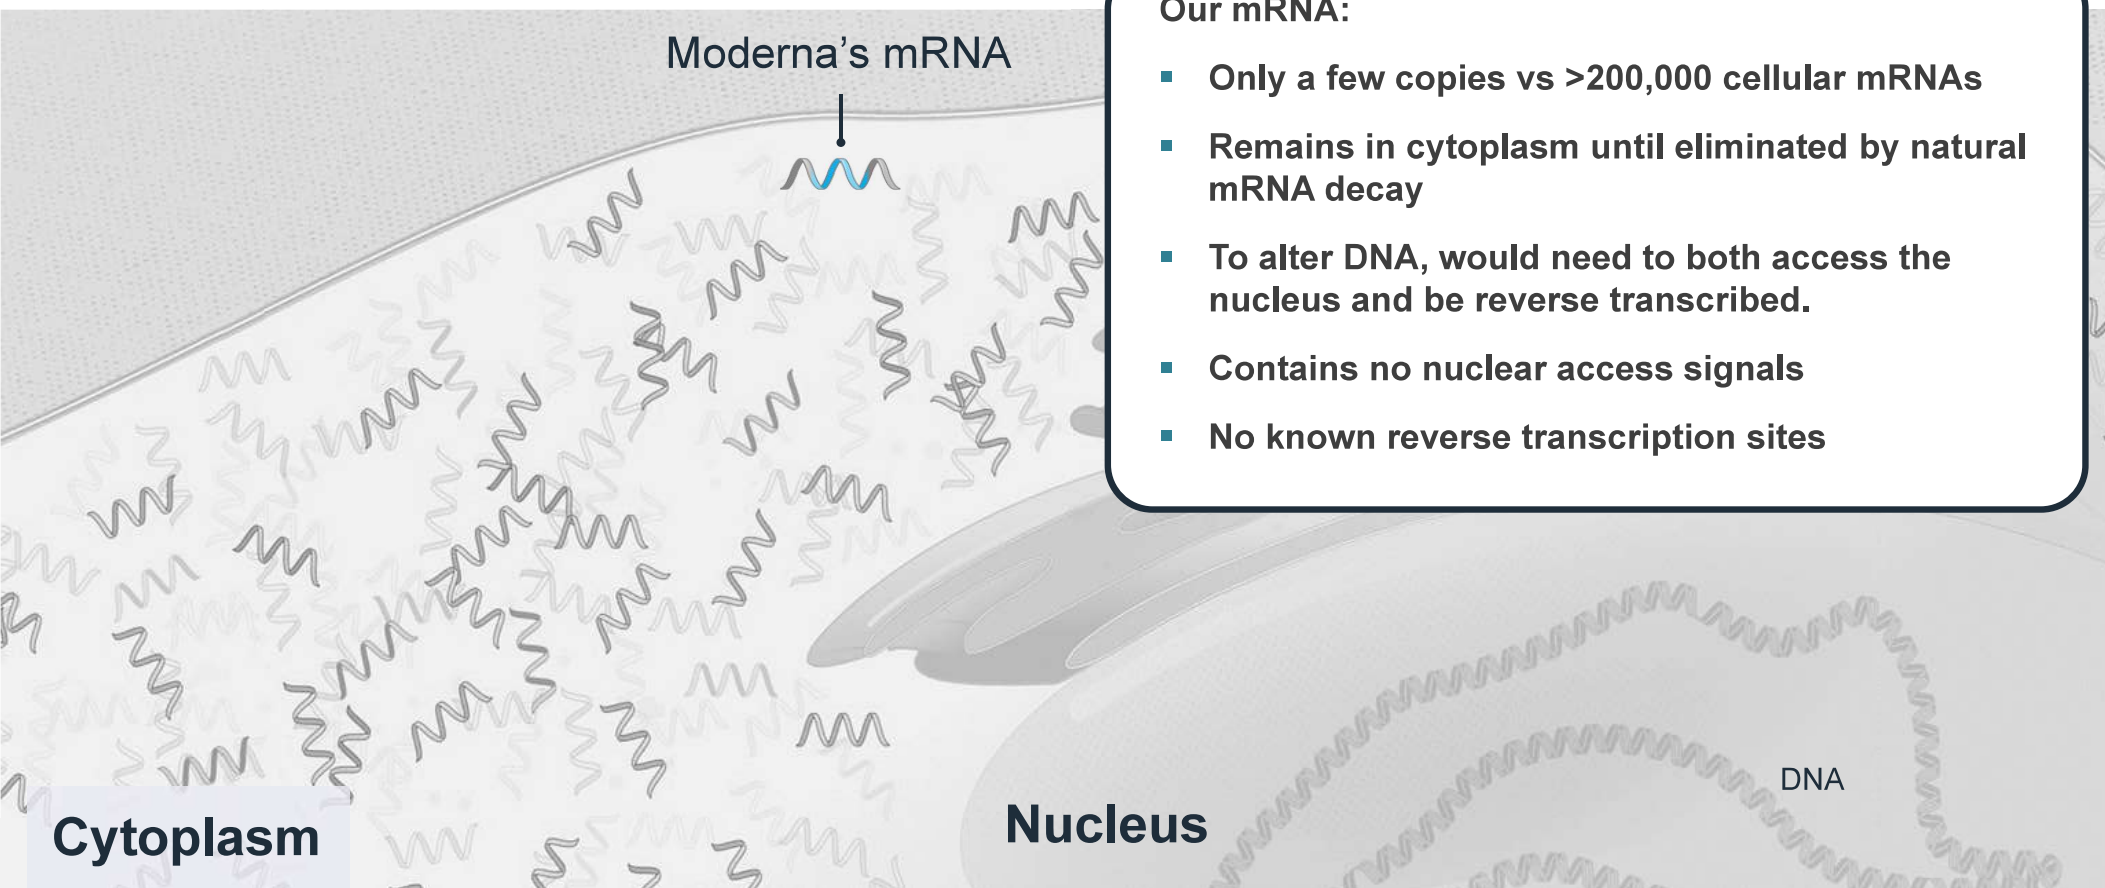 Moderna’s mRNA
Our mRNA:
▪ Only a few copies vs >200,000 cellular mRNAs
▪ Remains in cytoplasm until eliminated by natural
mRNA decay
▪ To alter DNA, would need to both access the
nucleus and be reverse transcribed.
▪ Contains no nuclear access signals
▪ No known reverse transcription sites
DNA
Nucleus
Cytoplasm